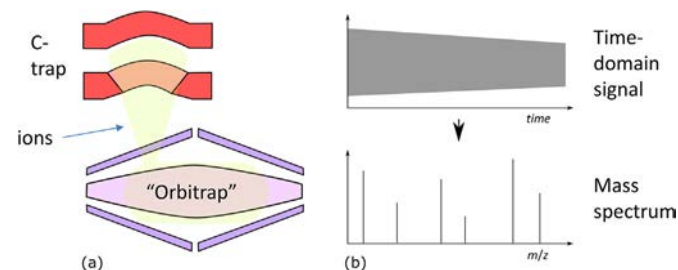 C-
trap
ions
“Orbitrap”
(a)
Time-
domain
signal
time
Mass
spectrum
m/z
(b)